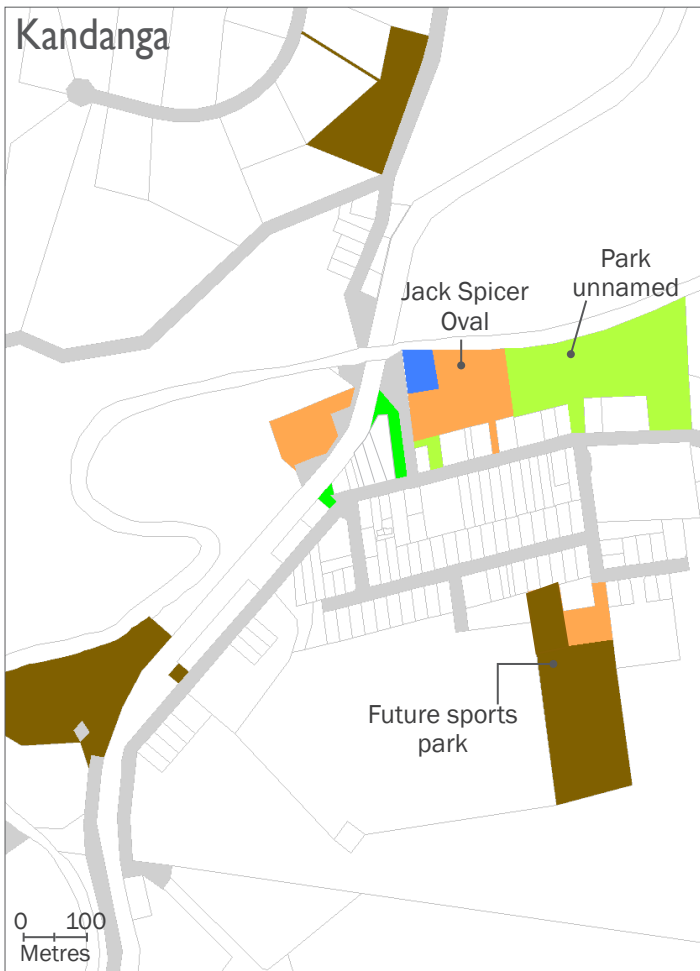 Kandanga
Park
unnamed
Jack Spicer
Oval
Future sports
park
0 100
Metres